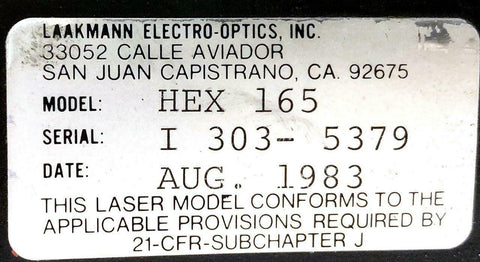 LAAKMANN ELECTRO-OPTICS, INC.
33052 CALLE AVIADOR
SAN JUAN CAPISTRANO, CA. 92675
MODEL: HEX 165
SERIAL: I 303- 5379
DATE: AUG. 1983
THIS LASER MODEL CONFORMS TO THE
APPLICABLE PROVISIONS REQUIRED BY
21-CFR-SUBCHAPTER J